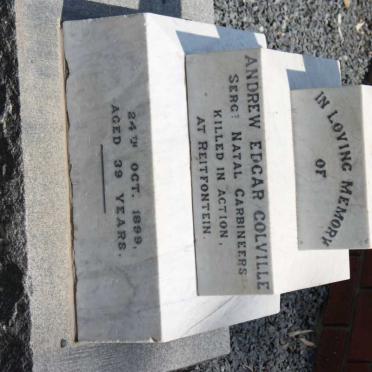 IN LOVING MEMORY
OF
ANDREW EDGAR COLVILLE
SERGT NATAL CARBINEERS
KILLED IN ACTION,
AT REITFONTEIN.
24TH OCT. 1899,
AGED 39 YEARS.